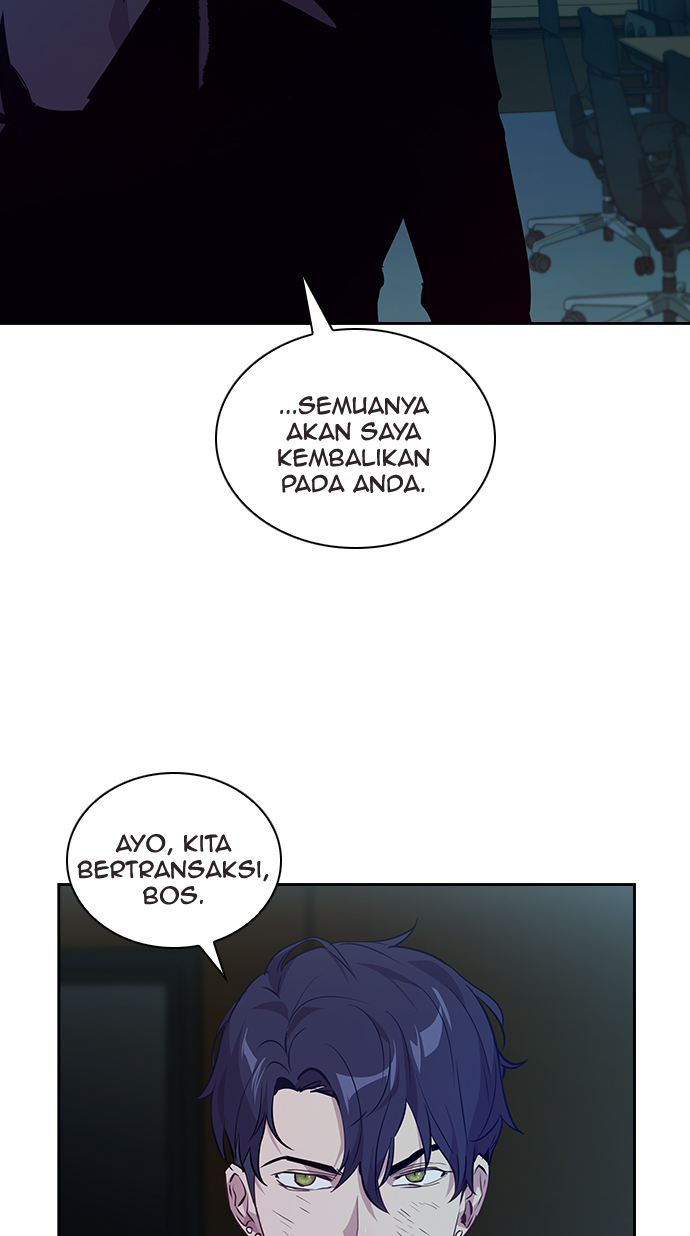 ...SEMUANYA
AKAN SAYA
KEMBALIKAN
PADA ANDA.
AYO, KITA
BERTRANSAKSI,
BOS.